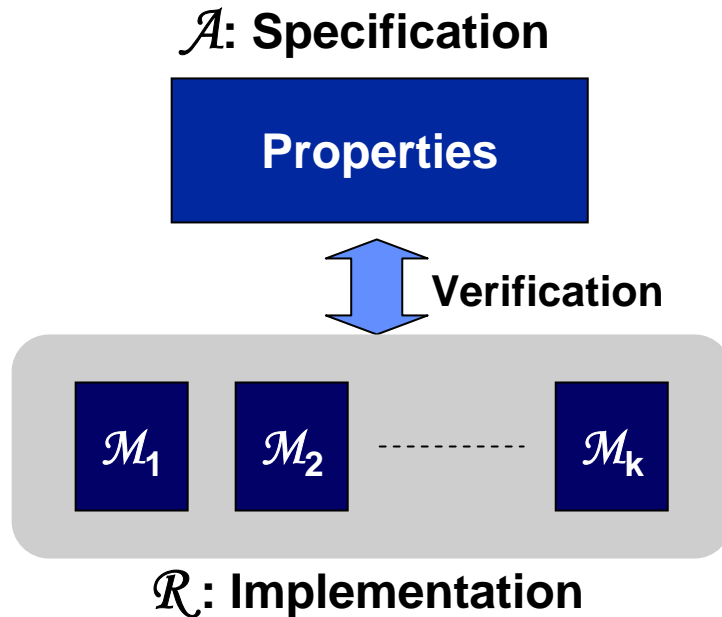 𝒜: Specification
Properties
Verification
ℳ1 ℳ2 ℳk
ℛ: Implementation